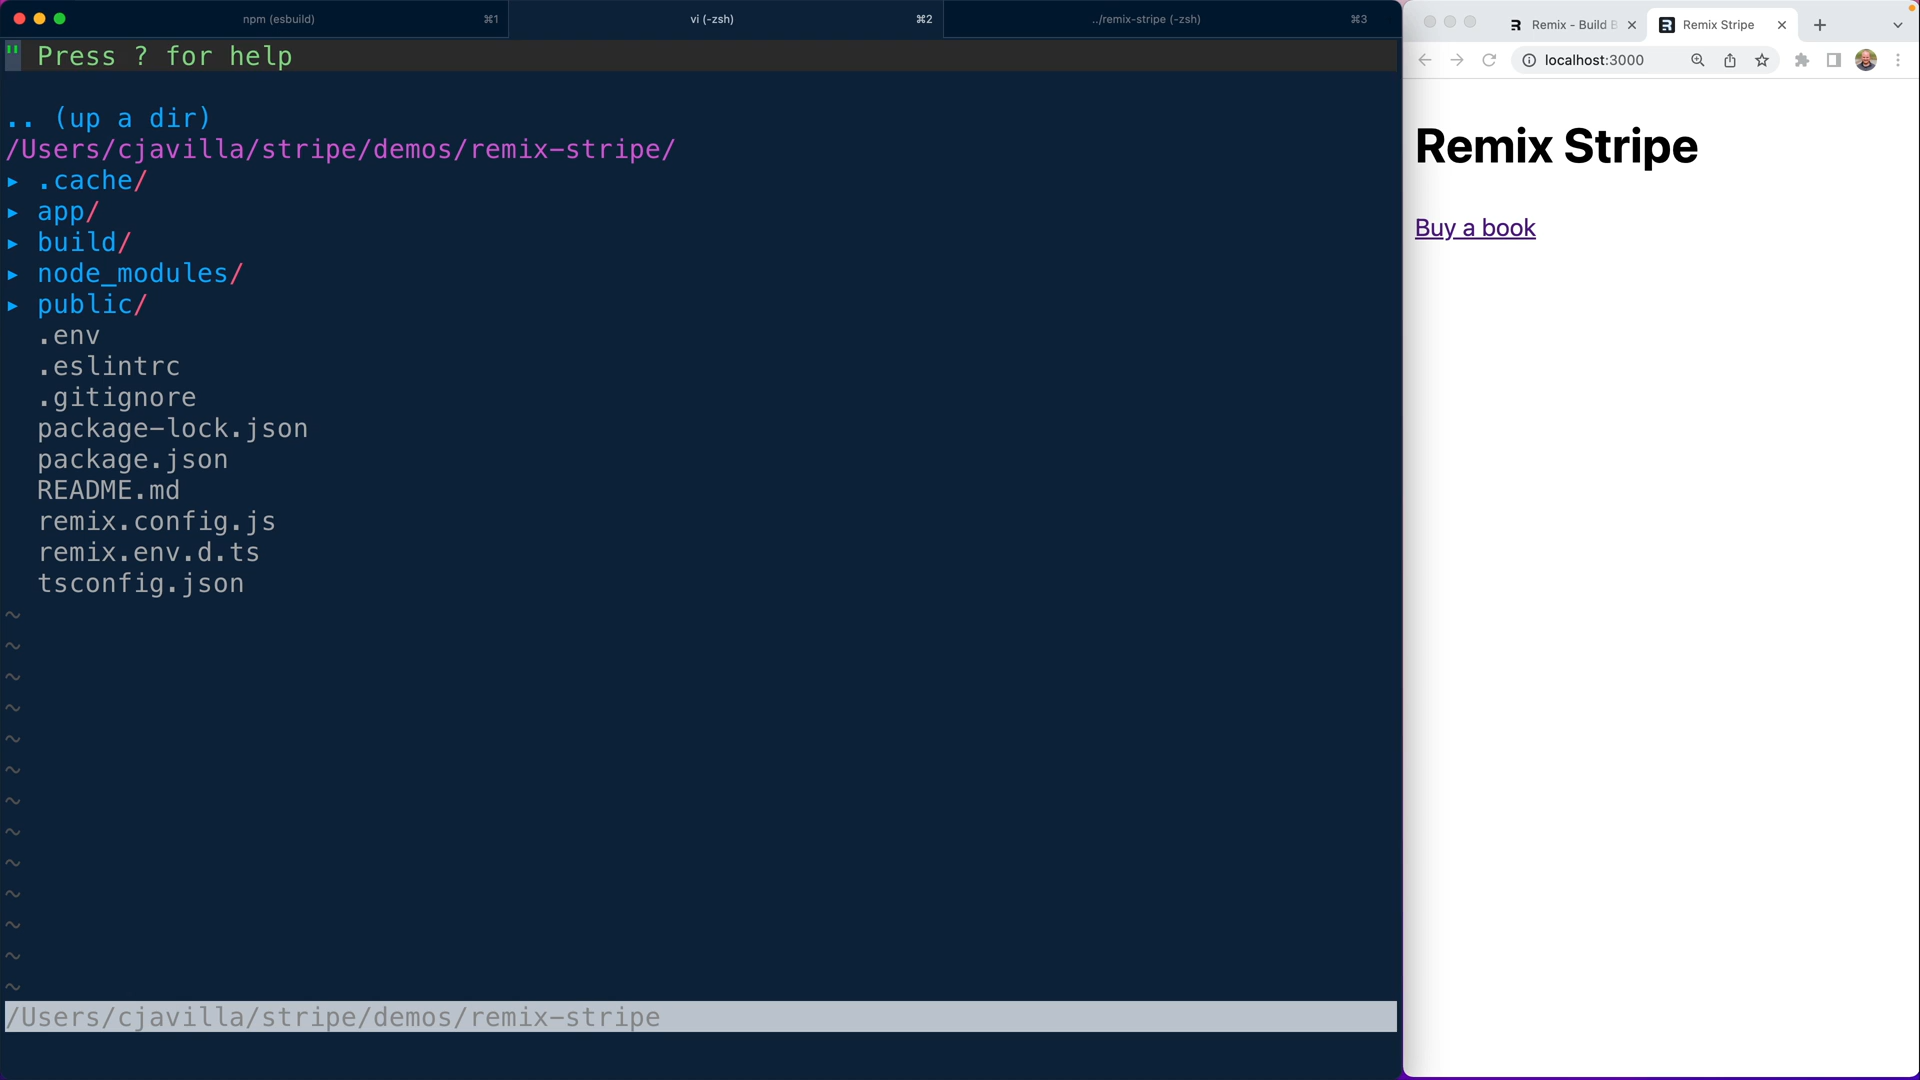 npm (esbuild) ⌘1
vi (-zsh) ⌘2
../remix-stripe (-zsh) ⌘3
" Press ? for help
.. (up a dir)
/Users/cjavilla/stripe/demos/remix-stripe/
▸ .cache/
▸ app/
▸ build/
▸ node_modules/
▸ public/
.env
.eslintrc
.gitignore
package-lock.json
package.json
README.md
remix.config.js
remix.env.d.ts
tsconfig.json
~
~
~
~
~
~
~
~
~
~
~
~
~
/Users/cjavilla/stripe/demos/remix-stripe
Remix - Build B
Remix Stripe
localhost:3000
Remix Stripe
Buy a book